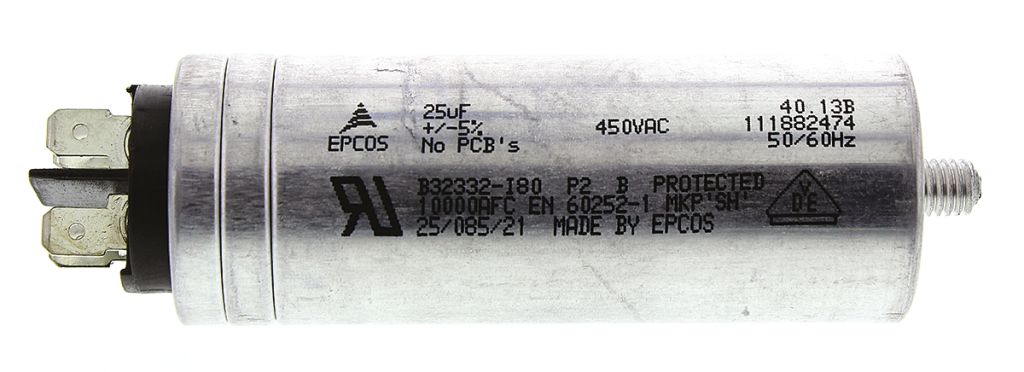 25uF
+/-5%
No PCB's
EPCOS
450VAC
40.13B
111882474
50/60Hz
B32332-I80 P2 B PROTECTED
10000AFC EN 60252-1 MKP'SH'
25/085/21 MADE BY EPCOS
VDE